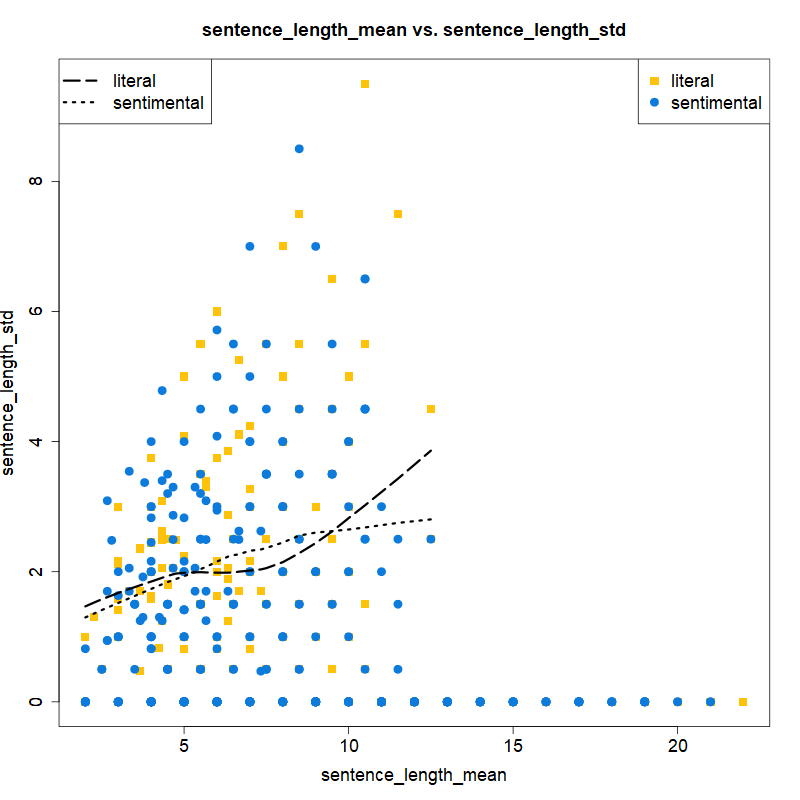 sentence_length_mean vs. sentence_length_std
literal
sentimental
literal
sentimental
sentence_length_std
8
6
4
2
0
5 10 15 20
sentence_length_mean